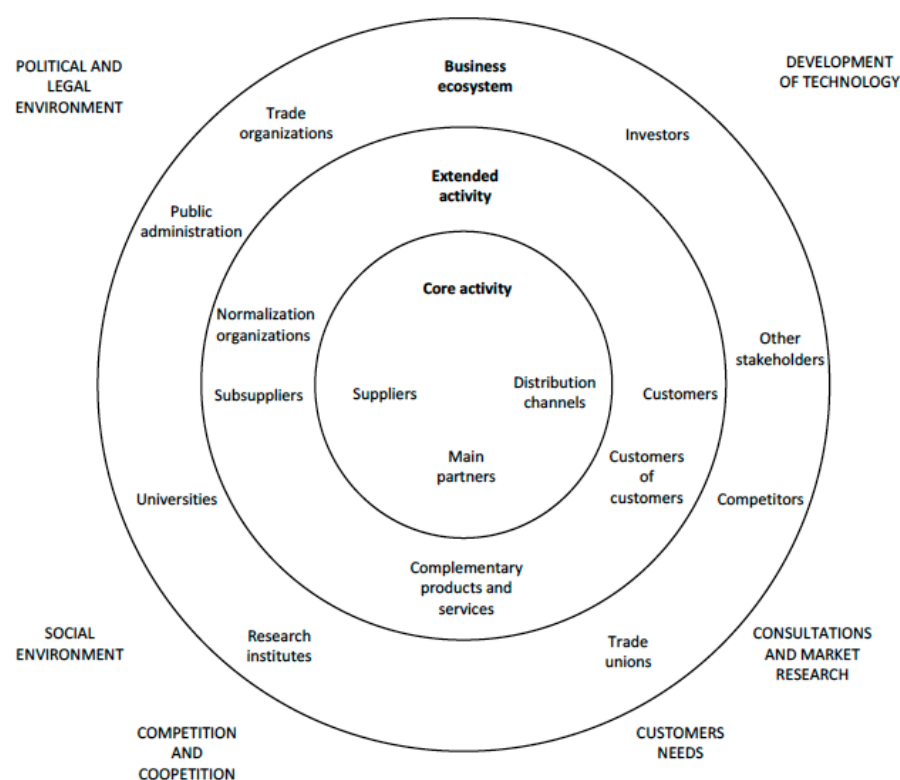 POLITICAL AND
LEGAL
ENVIRONMENT
DEVELOPMENT
OF TECHNOLOGY
Business
ecosystem
Trade
organizations
Investors
Extended
activity
Public
administration
Core activity
Normalization
organizations
Other
stakeholders
Subsuppliers
Suppliers
Distribution
channels
Customers
Main
partners
Customers
of
customers
Universities
Competitors
Complementary
products and
services
SOCIAL
ENVIRONMENT
Research
institutes
Trade
unions
CONSULTATIONS
AND MARKET
RESEARCH
COMPETITION
AND
COOPETITION
CUSTOMERS
NEEDS